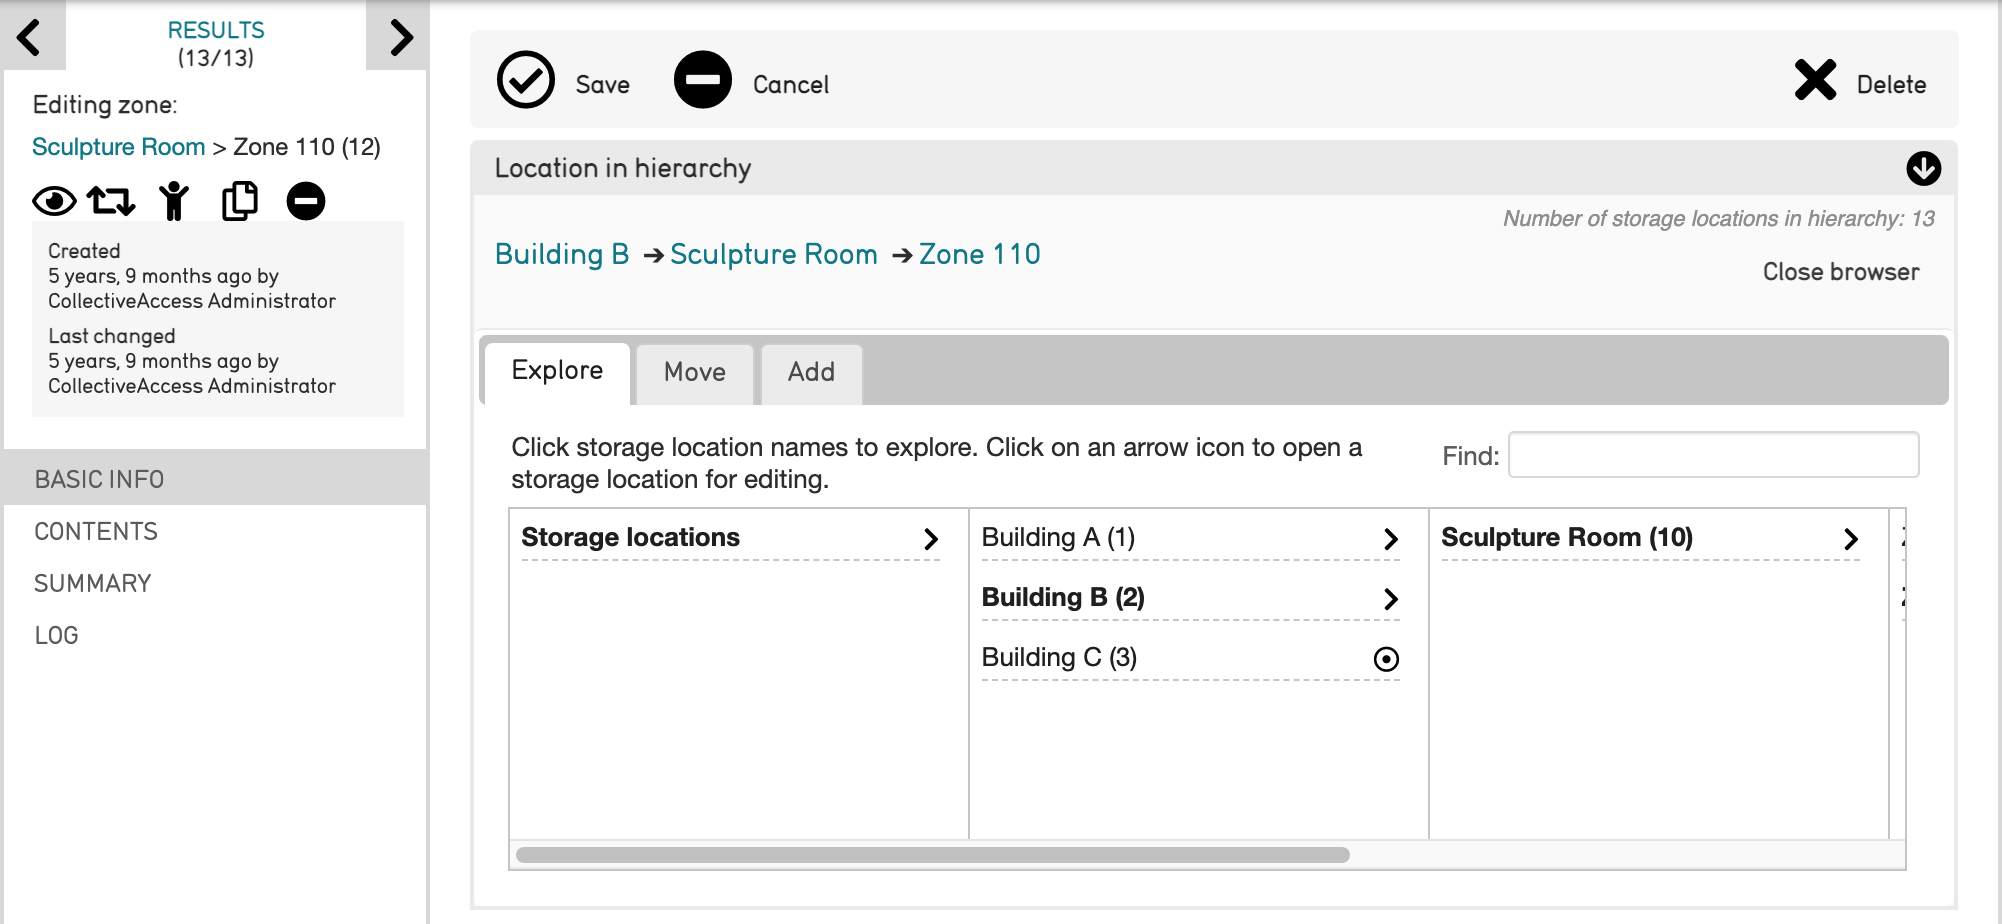 RESULTS
(13/13)
Editing zone:
Sculpture Room > Zone 110 (12)
Created
5 years, 9 months ago by
CollectiveAccess Administrator
Last changed
5 years, 9 months ago by
CollectiveAccess Administrator
BASIC INFO
CONTENTS
SUMMARY
LOG
Save
Cancel
Delete
Location in hierarchy
Number of storage locations in hierarchy: 13
Building B ➔ Sculpture Room ➔ Zone 110
Close browser
Explore
Move
Add
Click storage location names to explore. Click on an arrow icon to open a
storage location for editing.
Find:
Storage locations
Building A (1)
Building B (2)
Building C (3)
Sculpture Room (10)